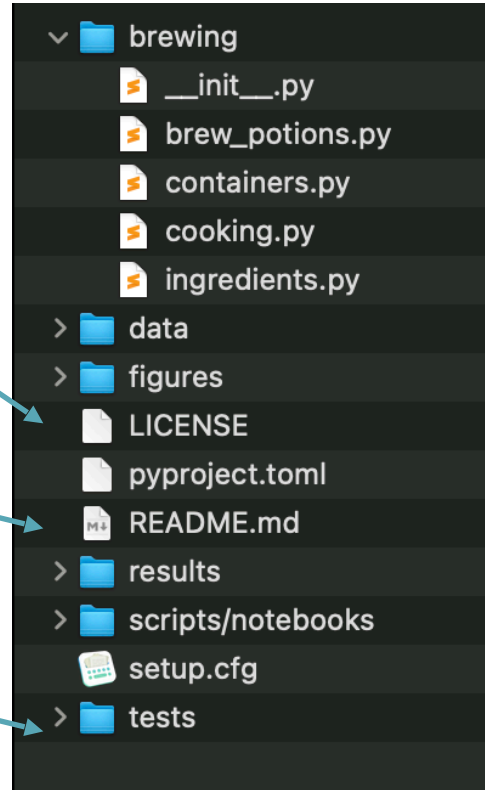 brewing
__init__.py
brew_potions.py
containers.py
cooking.py
ingredients.py
data
figures
LICENSE
pyproject.toml
M↓ README.md
results
scripts/notebooks
setup.cfg
tests